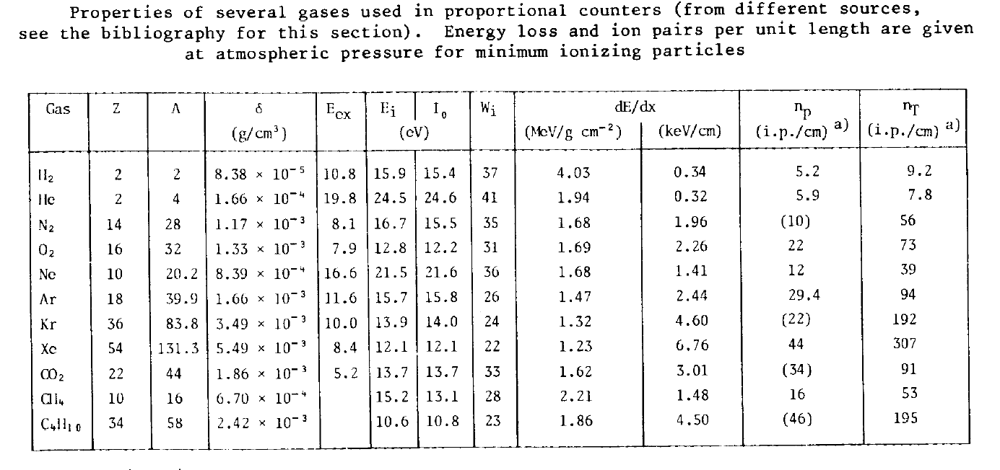 Properties of several gases used in proportional counters (from different sources,
see the bibliography for this section). Energy loss and ion pairs per unit length are given
at atmospheric pressure for minimum ionizing particles
Gas Z A δ E_ex E_i I_0 W_i dE/dx n_p n_T
(g/cm³) (eV) (MeV/g cm⁻²) (keV/cm) (i.p./cm) a) (i.p./cm) a)
H₂ 2 2 8.38 × 10⁻⁵ 10.8 15.9 15.4 37 4.03 0.34 5.2 9.2
He 2 4 1.66 × 10⁻⁴ 19.8 24.5 24.6 41 1.94 0.32 5.9 7.8
N₂ 14 28 1.17 × 10⁻³ 8.1 16.7 15.5 35 1.68 1.96 (10) 56
O₂ 16 32 1.33 × 10⁻³ 7.9 12.8 12.2 31 1.69 2.26 22 73
Ne 10 20.2 8.39 × 10⁻⁴ 16.6 21.5 21.6 36 1.68 1.41 12 39
Ar 18 39.9 1.66 × 10⁻³ 11.6 15.7 15.8 26 1.47 2.44 29.4 94
Kr 36 83.8 3.49 × 10⁻³ 10.0 13.9 14.0 24 1.32 4.60 (22) 192
Xe 54 131.3 5.49 × 10⁻³ 8.4 12.1 12.1 22 1.23 6.76 44 307
CO₂ 22 44 1.86 × 10⁻³ 5.2 13.7 13.7 33 1.62 3.01 (34) 91
CH₄ 10 16 6.70 × 10⁻⁴ 15.2 13.1 28 2.21 1.48 16 53
C₄H₁₀ 34 58 2.42 × 10⁻³ 10.6 10.8 23 1.86 4.50 (46) 195